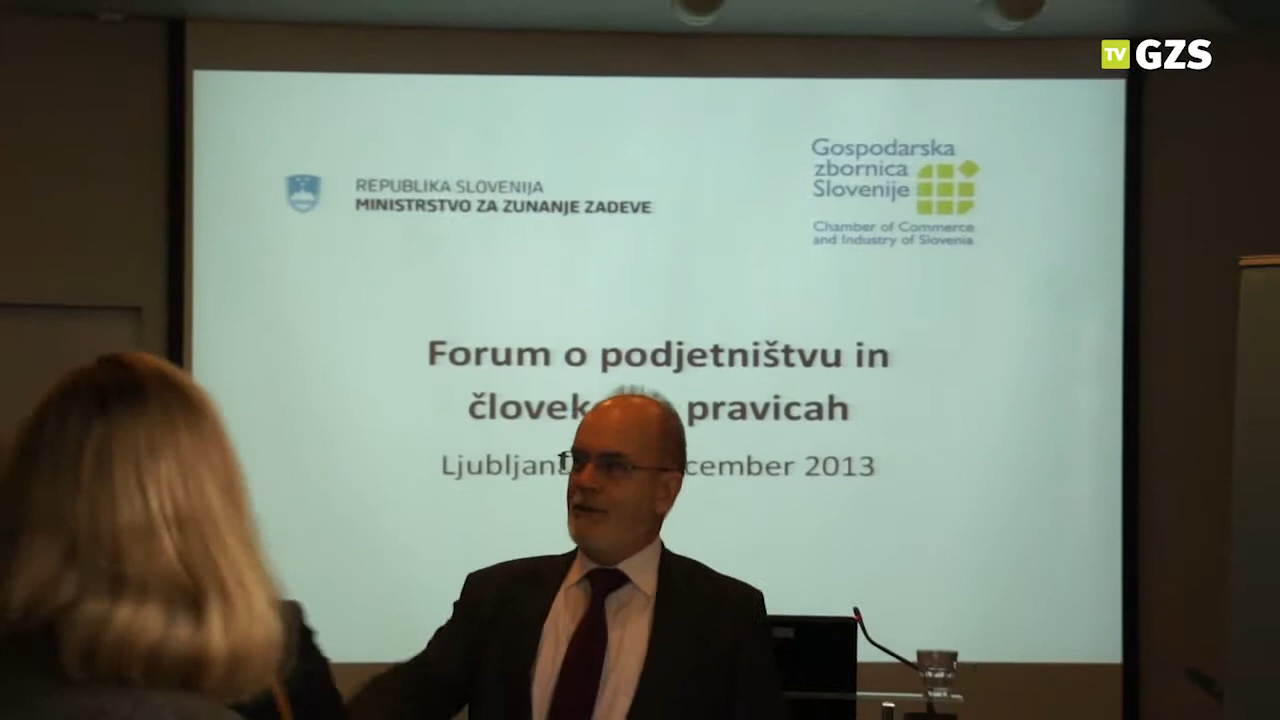 TV GZS
Gospodarska
zbornica
Slovenije
REPUBLIKA SLOVENIJA
MINISTRSTVO ZA ZUNANJE ZADEVE
Chamber of Commerce
and Industry of Slovenia
Forum o podjetništvu in
pravicah
2013